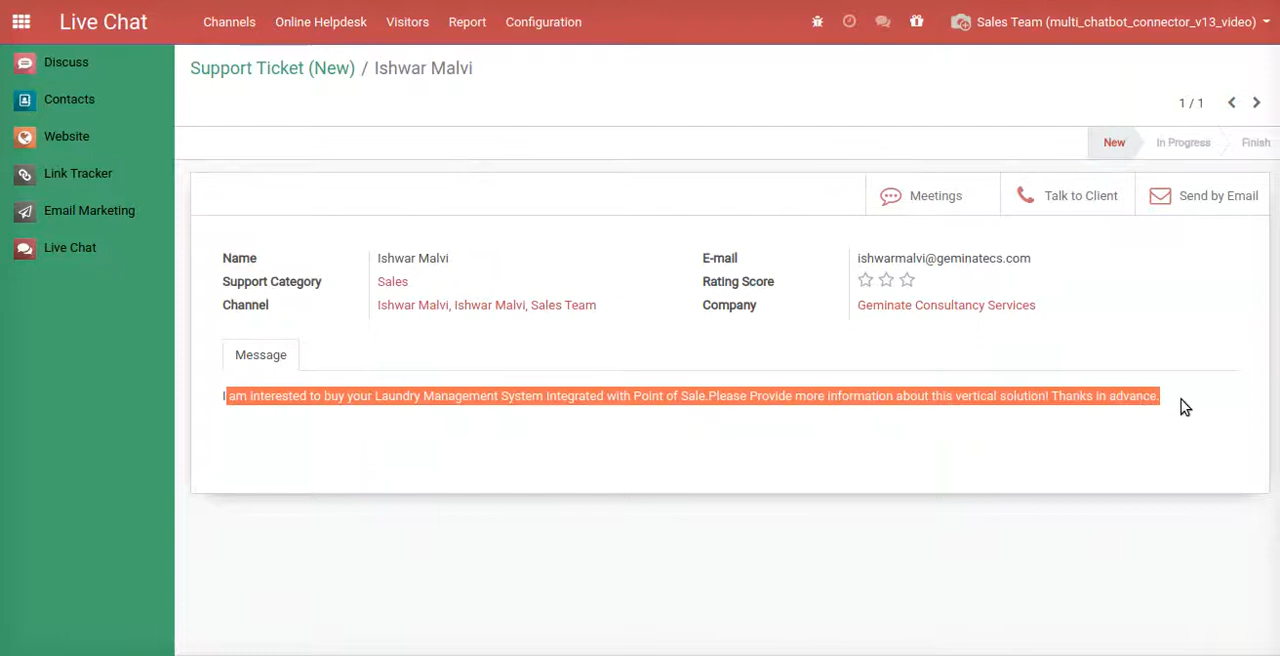 Live Chat
Channels Online Helpdesk Visitors Report Configuration
Sales Team (multi_chatbot_connector_v13_video)
Discuss
Contacts
Website
Link Tracker
Email Marketing
Live Chat
Support Ticket (New) / Ishwar Malvi
1 / 1
New In Progress Finish
Meetings Talk to Client Send by Email
Name Ishwar Malvi
Support Category Sales
Channel Ishwar Malvi, Ishwar Malvi, Sales Team
E-mail ishwarmalvi@geminatecs.com
Rating Score
Company Geminate Consultancy Services
Message
I am interested to buy your Laundry Management System Integrated with Point of Sale.Please Provide more information about this vertical solution! Thanks in advance.